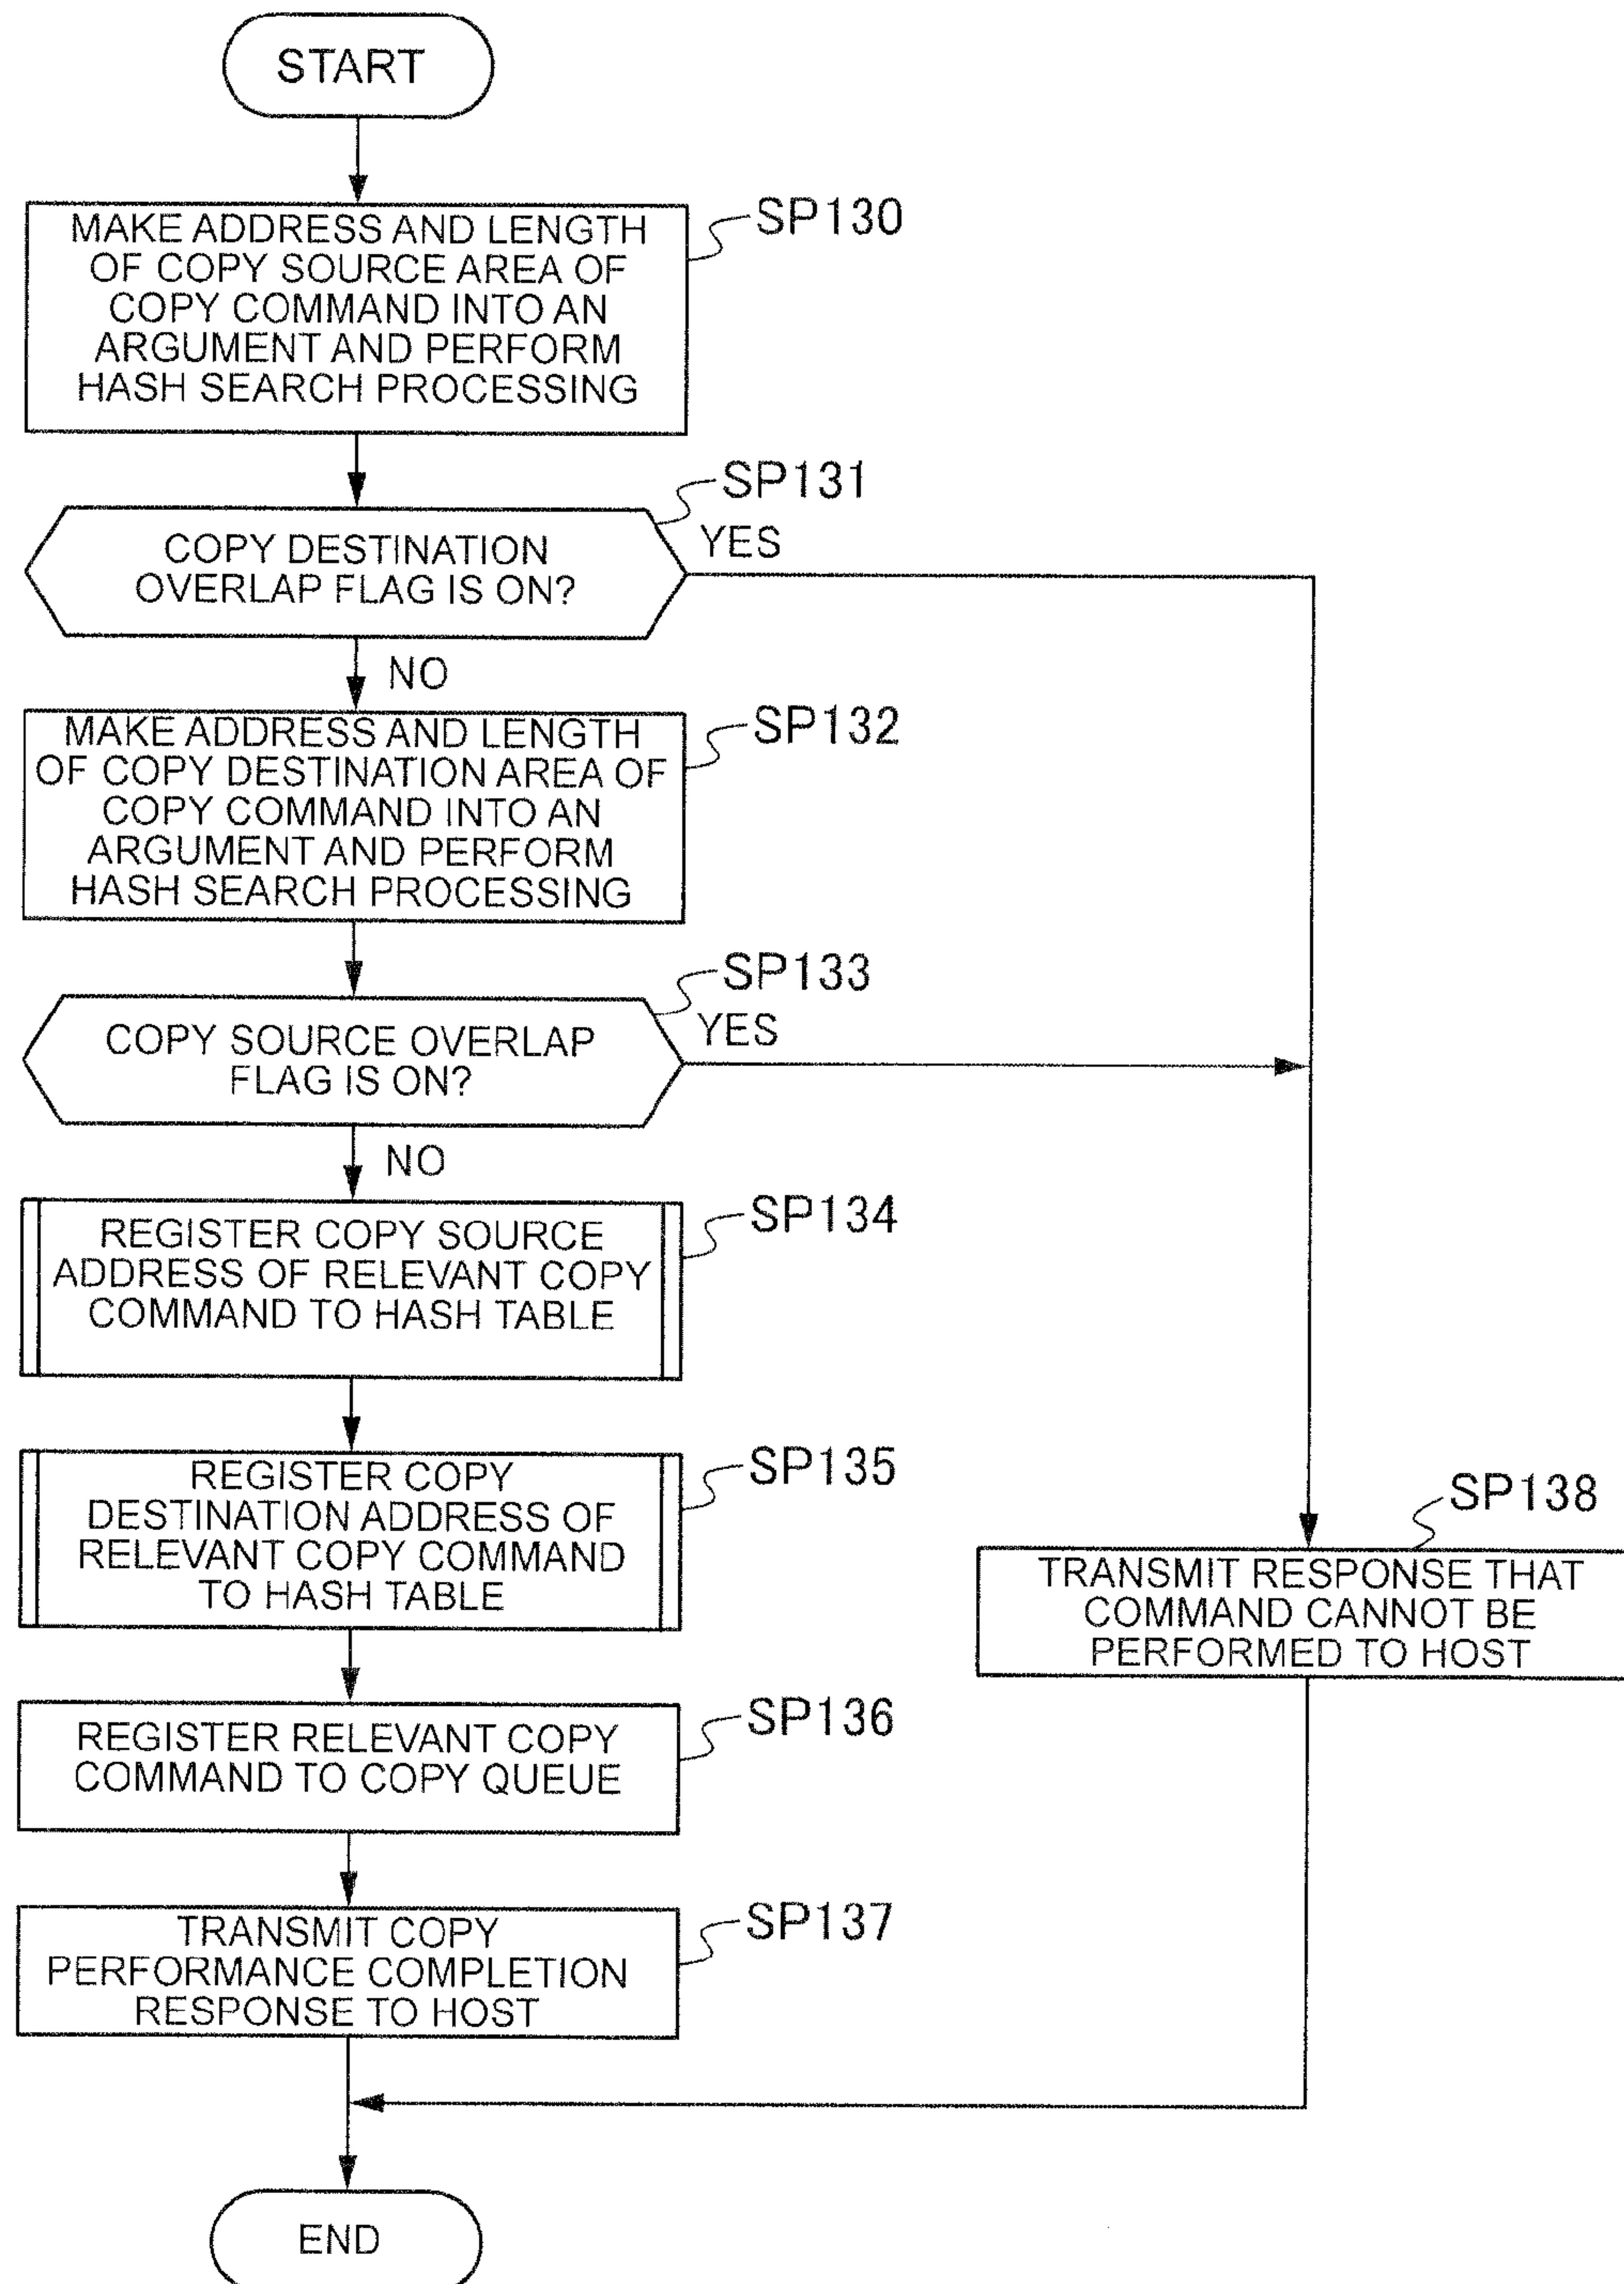 START
SP130
MAKE ADDRESS AND LENGTH
OF COPY SOURCE AREA OF
COPY COMMAND INTO AN
ARGUMENT AND PERFORM
HASH SEARCH PROCESSING
SP131
COPY DESTINATION
OVERLAP FLAG IS ON?
YES
NO
SP132
MAKE ADDRESS AND LENGTH
OF COPY DESTINATION AREA OF
COPY COMMAND INTO AN
ARGUMENT AND PERFORM
HASH SEARCH PROCESSING
SP133
COPY SOURCE OVERLAP
FLAG IS ON?
YES
NO
SP134
REGISTER COPY SOURCE
ADDRESS OF RELEVANT COPY
COMMAND TO HASH TABLE
SP135
REGISTER COPY
DESTINATION ADDRESS OF
RELEVANT COPY COMMAND
TO HASH TABLE
SP138
TRANSMIT RESPONSE THAT
COMMAND CANNOT BE
PERFORMED TO HOST
SP136
REGISTER RELEVANT COPY
COMMAND TO COPY QUEUE
SP137
TRANSMIT COPY
PERFORMANCE COMPLETION
RESPONSE TO HOST
END